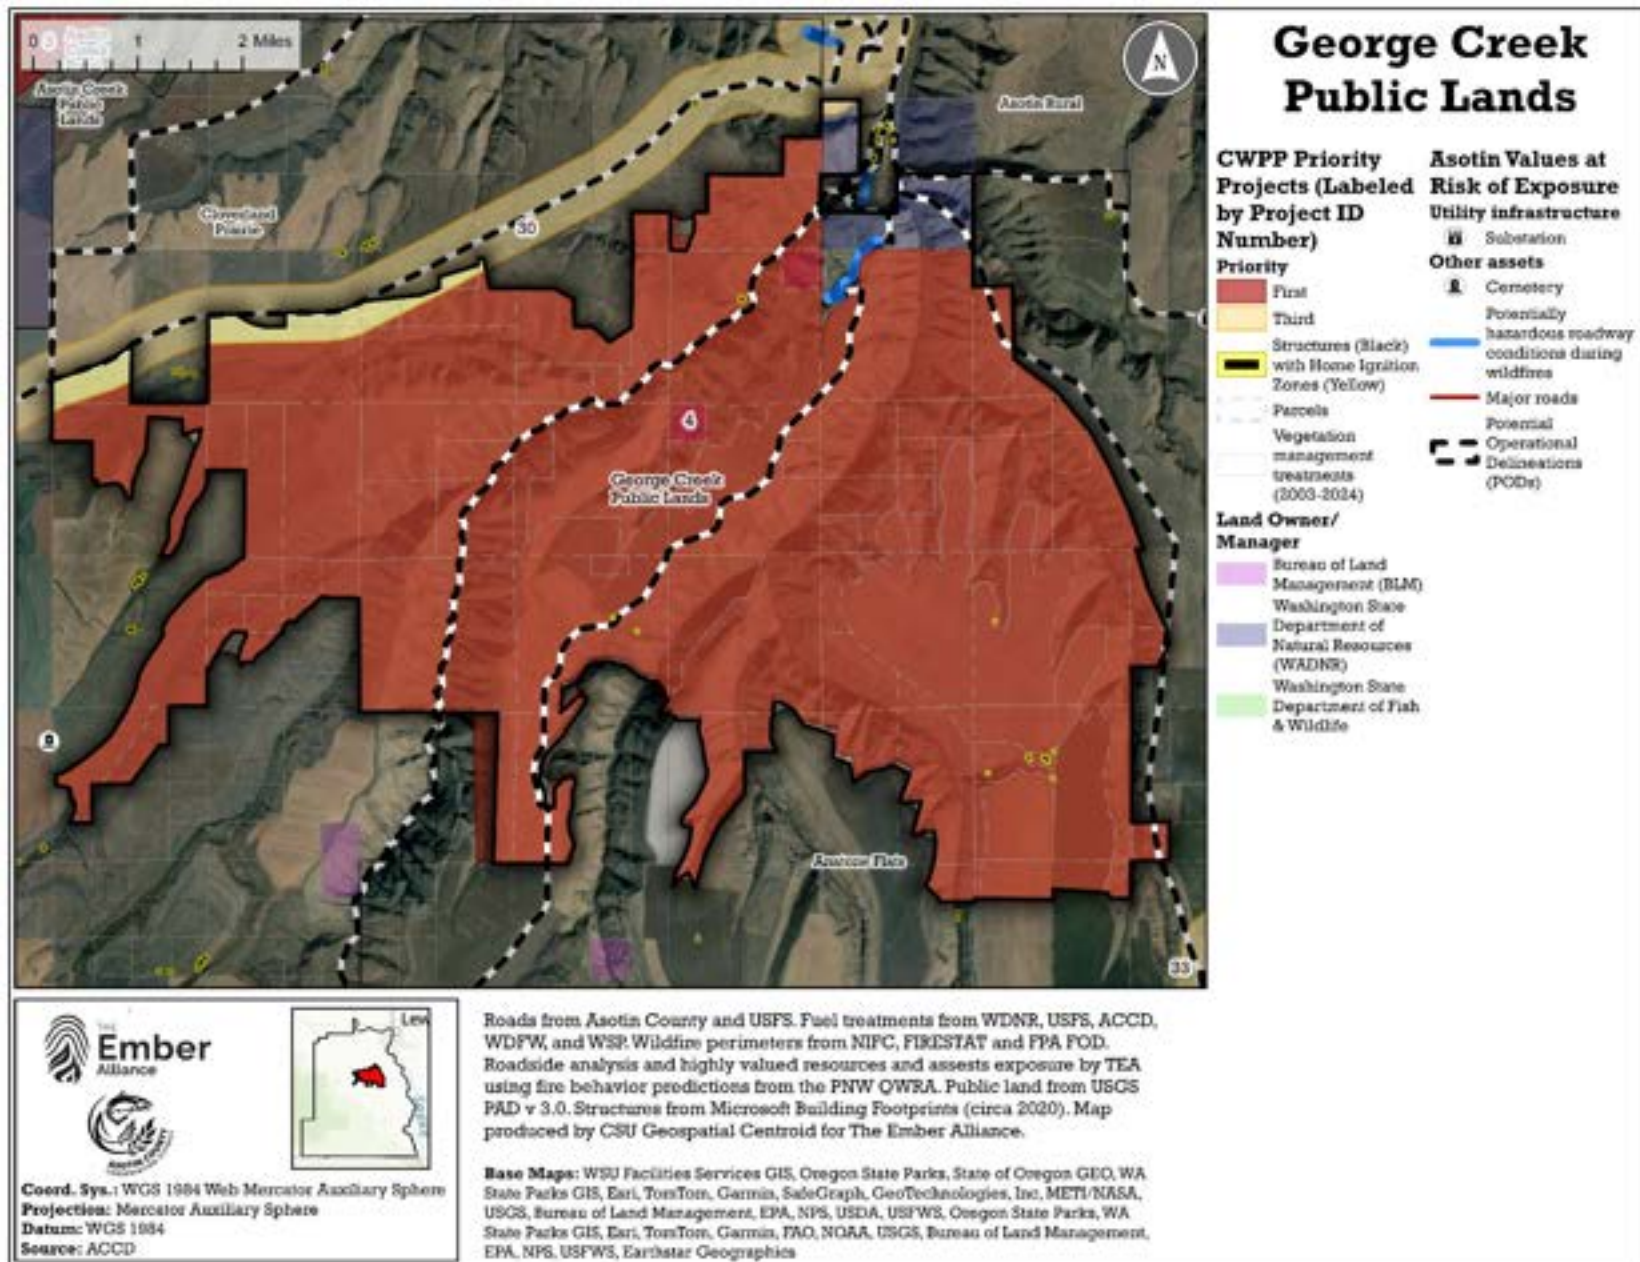 George Creek
Public Lands
0 1 2 Miles
N
Asotin Creek
Public
Lands
Asotin Rural
Cloverland
Prairie
30
4
George Creek
Public Lands
Anatone Flats
33
CWPP Priority
Projects (Labeled
by Project ID
Number)
Priority
First
Third
Structures (Black)
with Home Ignition
Zones (Yellow)
Parcels
Vegetation
management
treatments
(2003-2024)
Land Owner/
Manager
Bureau of Land
Management (BLM)
Washington State
Department of
Natural Resources
(WADNR)
Washington State
Department of Fish
& Wildlife
Asotin Values at
Risk of Exposure
Utility infrastructure
Substation
Other assets
Cemetery
Potentially
hazardous roadway
conditions during
wildfires
Major roads
Potential
Operational
Delineations
(PODs)
THE
Ember
Alliance
ASOTIN COUNTY
Lew
Coord. Sys.: WGS 1984 Web Mercator Auxiliary Sphere
Projection: Mercator Auxiliary Sphere
Datum: WGS 1984
Source: ACCD
Roads from Asotin County and USFS. Fuel treatments from WDNR, USFS, ACCD,
WDFW, and WSP. Wildfire perimeters from NIFC, FIRESTAT and FPA FOD.
Roadside analysis and highly valued resources and assests exposure by TEA
using fire behavior predictions from the PNW QWRA. Public land from USGS
PAD v 3.0. Structures from Microsoft Building Footprints (circa 2020). Map
produced by CSU Geospatial Centroid for The Ember Alliance.
Base Maps: WSU Facilities Services GIS, Oregon State Parks, State of Oregon GEO, WA
State Parks GIS, Esri, TomTom, Garmin, SafeGraph, GeoTechnologies, Inc, METI/NASA,
USGS, Bureau of Land Management, EPA, NPS, USDA, USFWS, Oregon State Parks, WA
State Parks GIS, Esri, TomTom, Garmin, FAO, NOAA, USGS, Bureau of Land Management,
EPA, NPS, USFWS, Earthstar Geographics